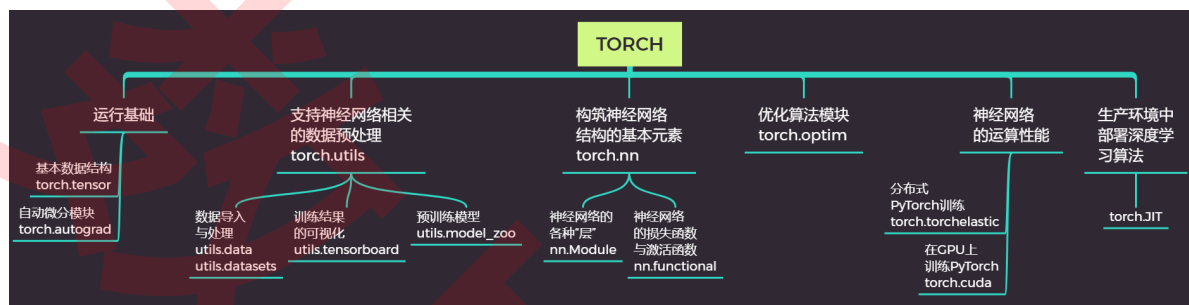 TORCH
运行基础
基本数据结构
torch.tensor
自动微分模块
torch.autograd
支持神经网络相关
的数据预处理
torch.utils
数据导入
与处理
utils.data
utils.datasets
训练结果
的可视化
utils.tensorboard
预训练模型
utils.model_zoo
构筑神经网络
结构的基本元素
torch.nn
神经网络的
各种“层”
nn.Module
神经网络
的损失函数
与激活函数
nn.functional
优化算法模块
torch.optim
神经网络
的运算性能
分布式
PyTorch训练
torch.torchelastic
在GPU上
训练PyTorch
torch.cuda
生产环境中
部署深度学
习算法
torch.JIT